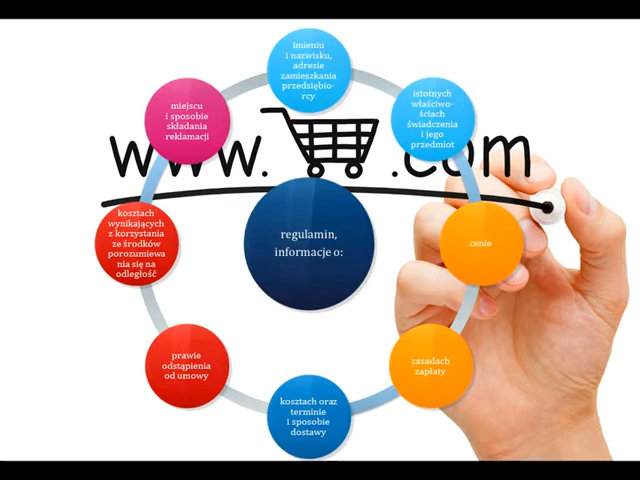 imieniu
i nazwisku,
adresie
zamieszkania
przedsiębio-
rcy
istotnych
właściwo-
ściach
świadczenia
i jego
przedmiot
cenie
zasadach
zapłaty
kosztach oraz
terminie
i sposobie
dostawy
prawie
odstąpienia
od umowy
kosztach
wynikających
z korzystania
ze środków
porozumiewa
nia się na
odległość
miejscu
i sposobie
składania
reklamacji
www. .com
regulamin,
informacje o: